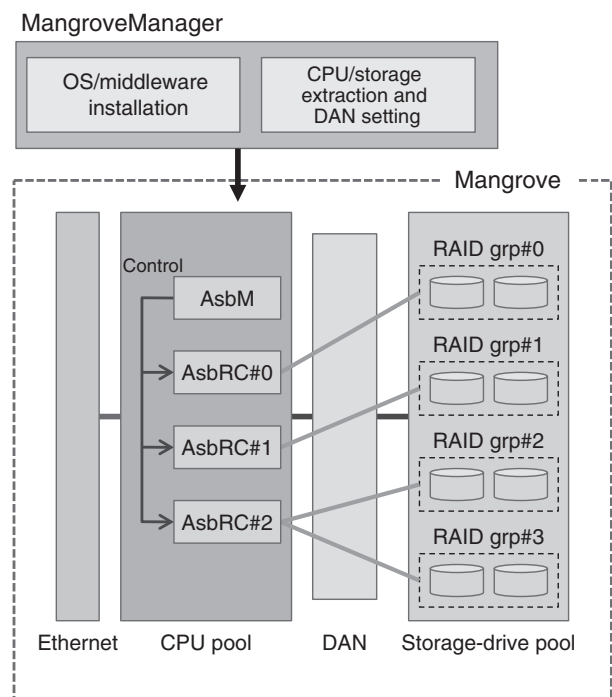 MangroveManager
OS/middleware
installation
CPU/storage
extraction and
DAN setting
Mangrove
Control
AsbM
AsbRC#0
AsbRC#1
AsbRC#2
RAID grp#0
RAID grp#1
RAID grp#2
RAID grp#3
Ethernet
CPU pool
DAN
Storage-drive pool